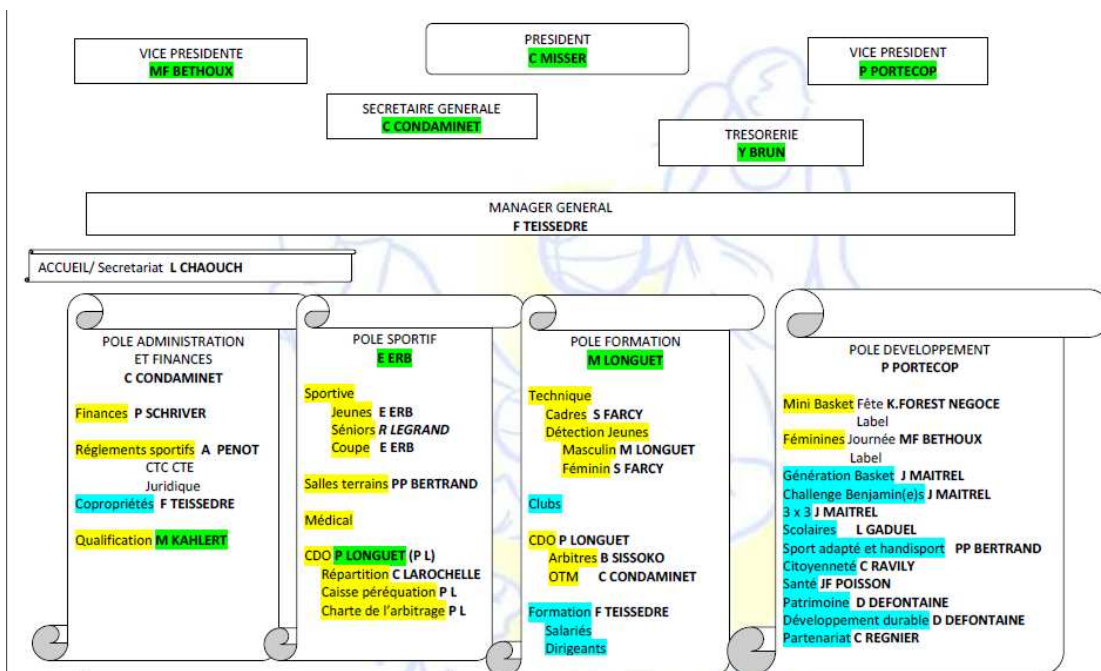 VICE PRESIDENTE
MF BETHOUX
PRESIDENT
C MISSER
VICE PRESIDENT
P PORTECOP
SECRETAIRE GENERALE
C CONDAMINET
TRESORERIE
Y BRUN
MANAGER GENERAL
F TEISSEDRE
ACCUEIL/ Secretariat L CHAOUCH
POLE ADMINISTRATION
ET FINANCES
C CONDAMINET
Finances P SCHRIVER
Réglements sportifs A PENOT
CTC CTE
Juridique
Copropriétés F TEISSEDRE
Qualification M KAHLERT
POLE SPORTIF
E ERB
Sportive
Jeunes E ERB
Séniors R LEGRAND
Coupe E ERB
Salles terrains PP BERTRAND
Médical
CDO P LONGUET (P L)
Répartition C LAROCHELLE
Caisse péréquation P L
Charte de l'arbitrage P L
POLE FORMATION
M LONGUET
Technique
Cadres S FARCY
Détection Jeunes
Masculin M LONGUET
Féminin S FARCY
Clubs
CDO P LONGUET
Arbitres B SISSOKO
OTM C CONDAMINET
Formation F TEISSEDRE
Salariés
Dirigeants
POLE DEVELOPPEMENT
P PORTECOP
Mini Basket Fête K.FOREST NEGOCE
Label
Féminines Journée MF BETHOUX
Label
Génération Basket J MAITREL
Challenge Benjamin(e)s J MAITREL
3 x 3 J MAITREL
Scolaires L GADUEL
Sport adapté et handisport PP BERTRAND
Citoyenneté C RAVILY
Santé JF POISSON
Patrimoine D DEFONTAINE
Développement durable D DEFONTAINE
Partenariat C REGNIER